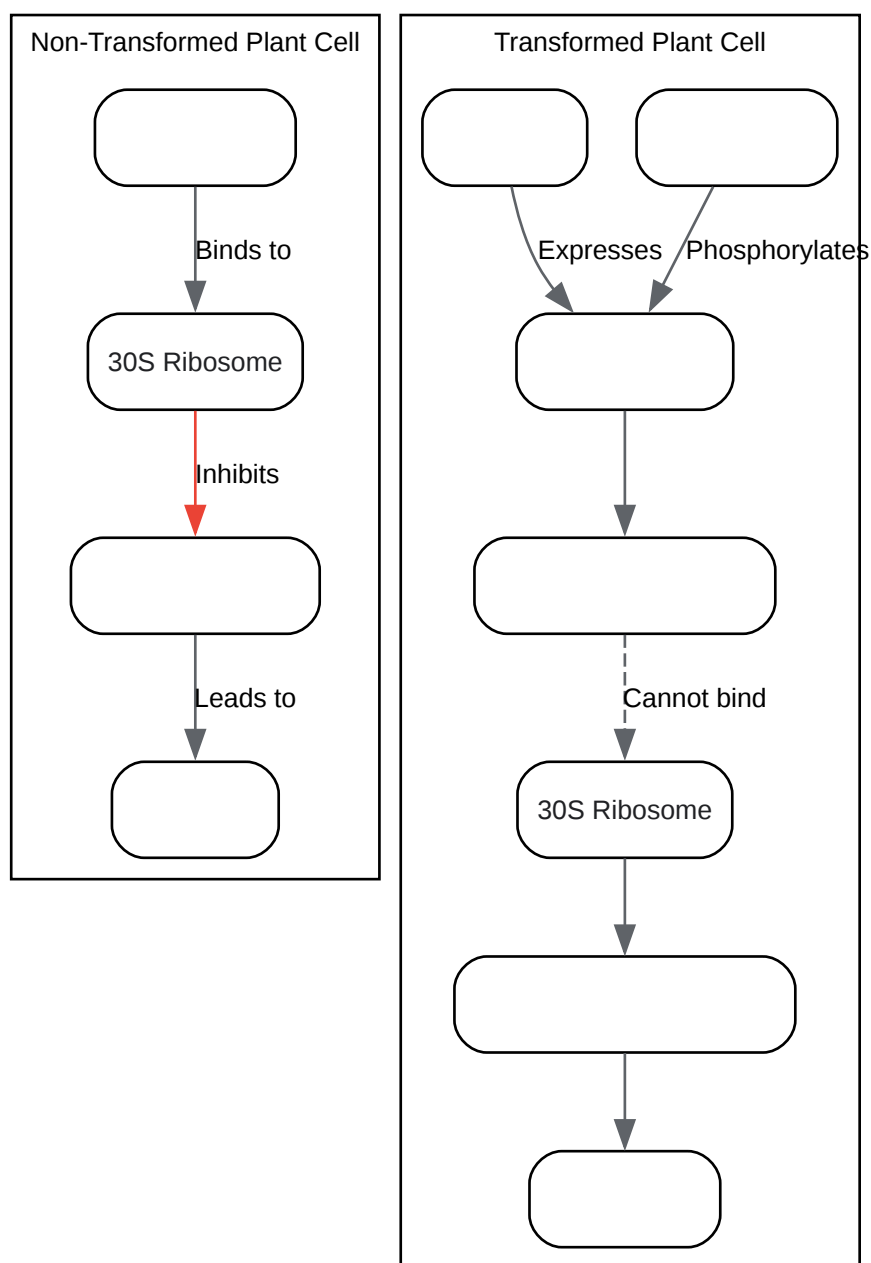 Non-Transformed Plant Cell
Binds to
30S Ribosome
Inhibits
Leads to
Transformed Plant Cell
Expresses
Phosphorylates
Cannot bind
30S Ribosome